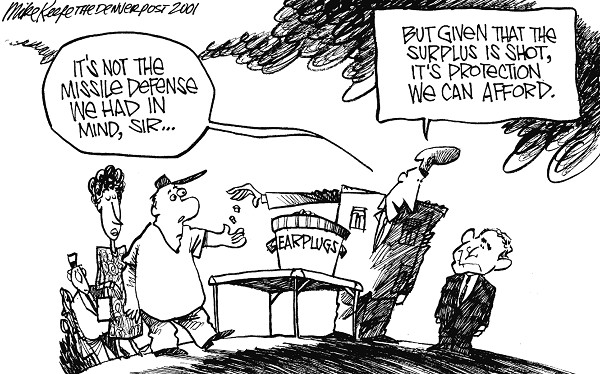 MIKE KEEFE THE DENVER POST 2001
IT'S NOT THE
MISSILE DEFENSE
WE HAD IN
MIND, SIR...
BUT GIVEN THAT THE
SURPLUS IS SHOT,
IT'S PROTECTION
WE CAN AFFORD.
EARPLUGS